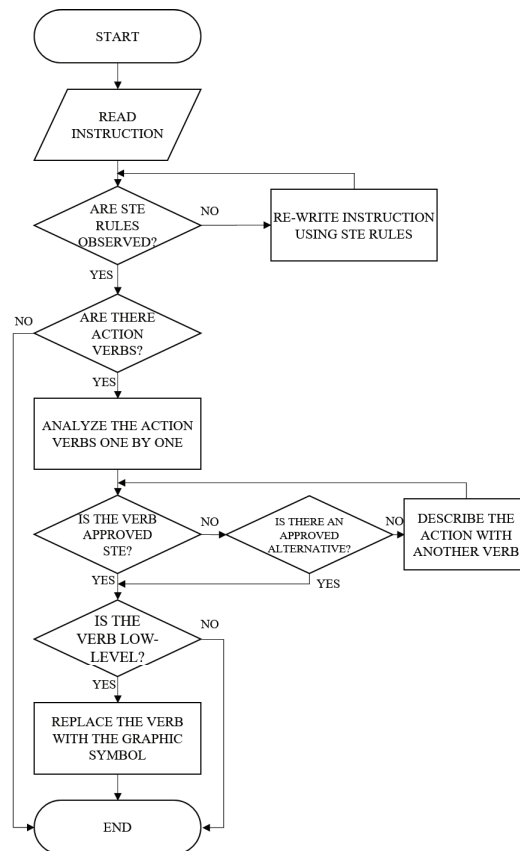 START
READ
INSTRUCTION
ARE STE
RULES
OBSERVED?
NO
RE-WRITE INSTRUCTION
USING STE RULES
YES
NO
ARE THERE
ACTION
VERBS?
YES
ANALYZE THE ACTION
VERBS ONE BY ONE
IS THE VERB
APPROVED
STE?
NO
IS THERE AN
APPROVED
ALTERNATIVE?
NO
DESCRIBE THE
ACTION WITH
ANOTHER VERB
YES
YES
IS THE
VERB LOW-
LEVEL?
NO
YES
REPLACE THE VERB
WITH THE GRAPHIC
SYMBOL
END